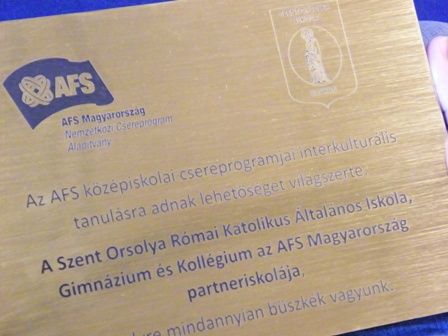 AFS
AFS Magyarország
Nemzetközi Csereprogram
Alapítvány
Az AFS középiskolai csereprogramjai interkulturális
tanulásra adnak lehetőséget világszerte.
A Szent Orsolya Római Katolikus Általános Iskola,
Gimnázium és Kollégium az AFS Magyarország
partneriskolája,
mindannyian büszkék vagyunk.